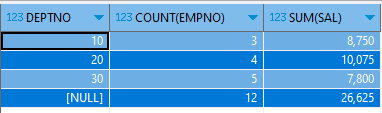 123 DEPTNO 123 COUNT(EMPNO) 123 SUM(SAL)
10 3 8,750
20 4 10,075
30 5 7,800
[NULL] 12 26,625